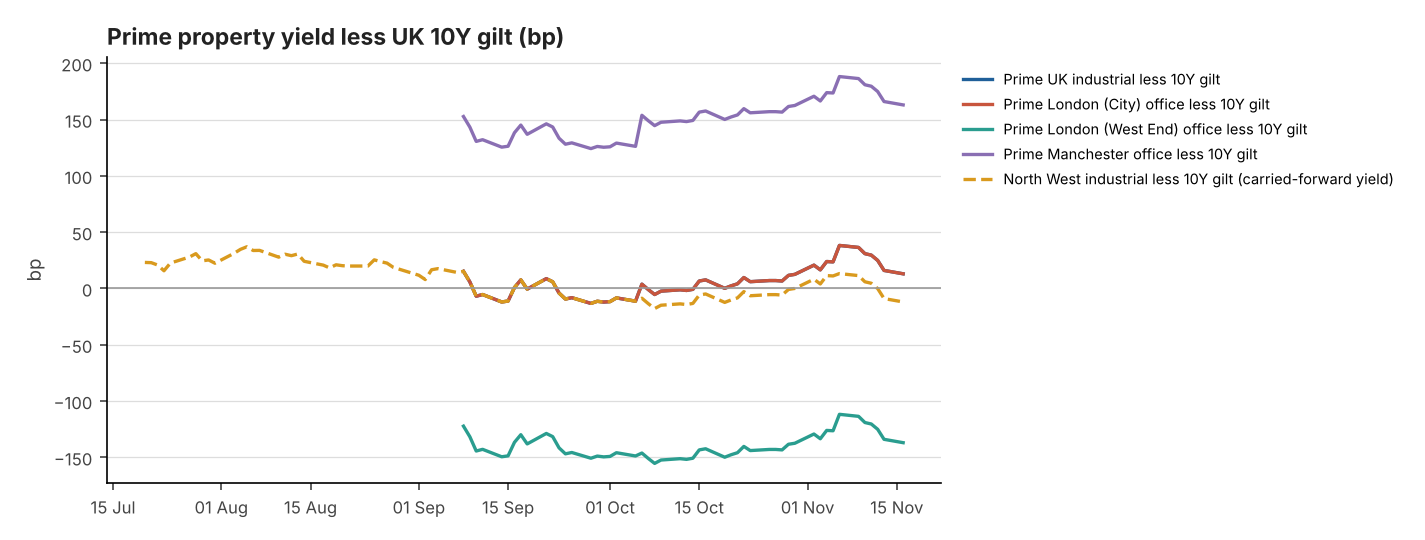 Prime property yield less UK 10Y gilt (bp)
200
150
100
50
0
−50
−100
−150
bp
15 Jul
01 Aug
15 Aug
01 Sep
15 Sep
01 Oct
15 Oct
01 Nov
15 Nov
Prime UK industrial less 10Y gilt
Prime London (City) office less 10Y gilt
Prime London (West End) office less 10Y gilt
Prime Manchester office less 10Y gilt
North West industrial less 10Y gilt (carried-forward yield)